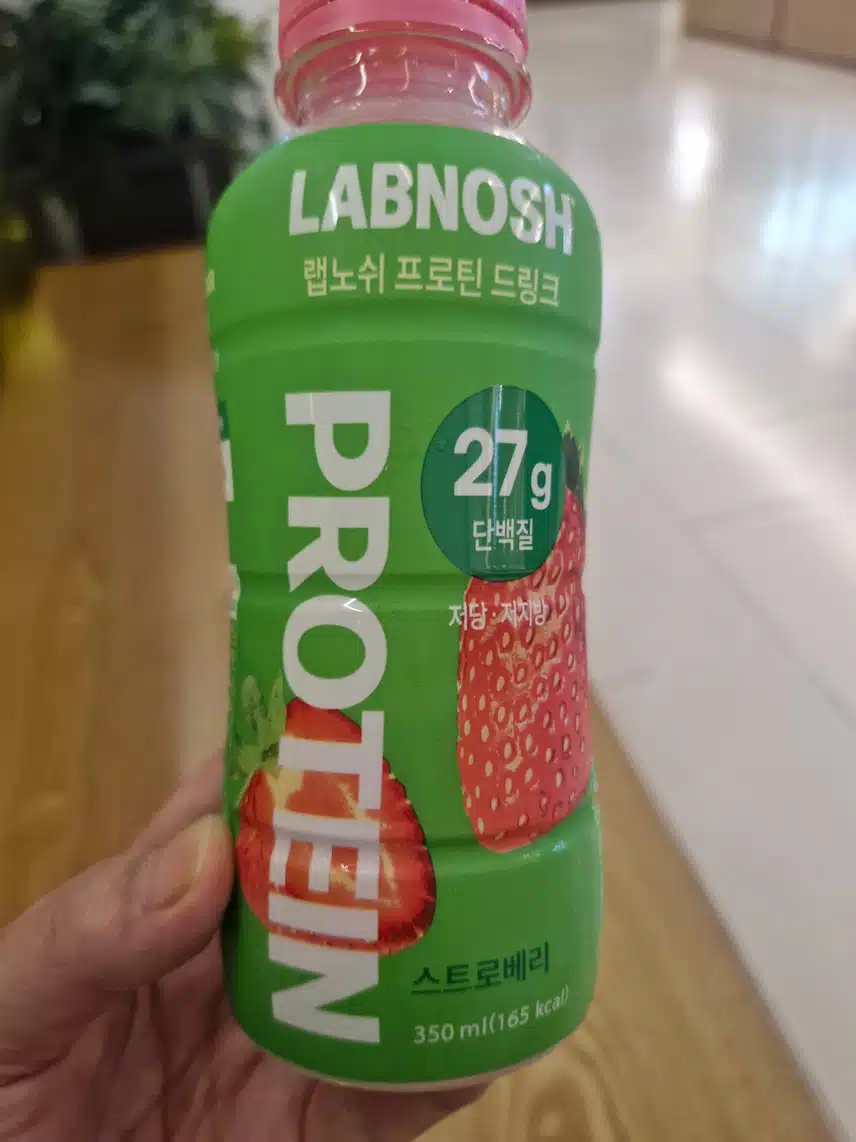 LABNOSH
랩노쉬 프로틴 드링크
PROTEIN
27g
단백질
저당·저지방
스트로베리
350 ml(165 kcal)